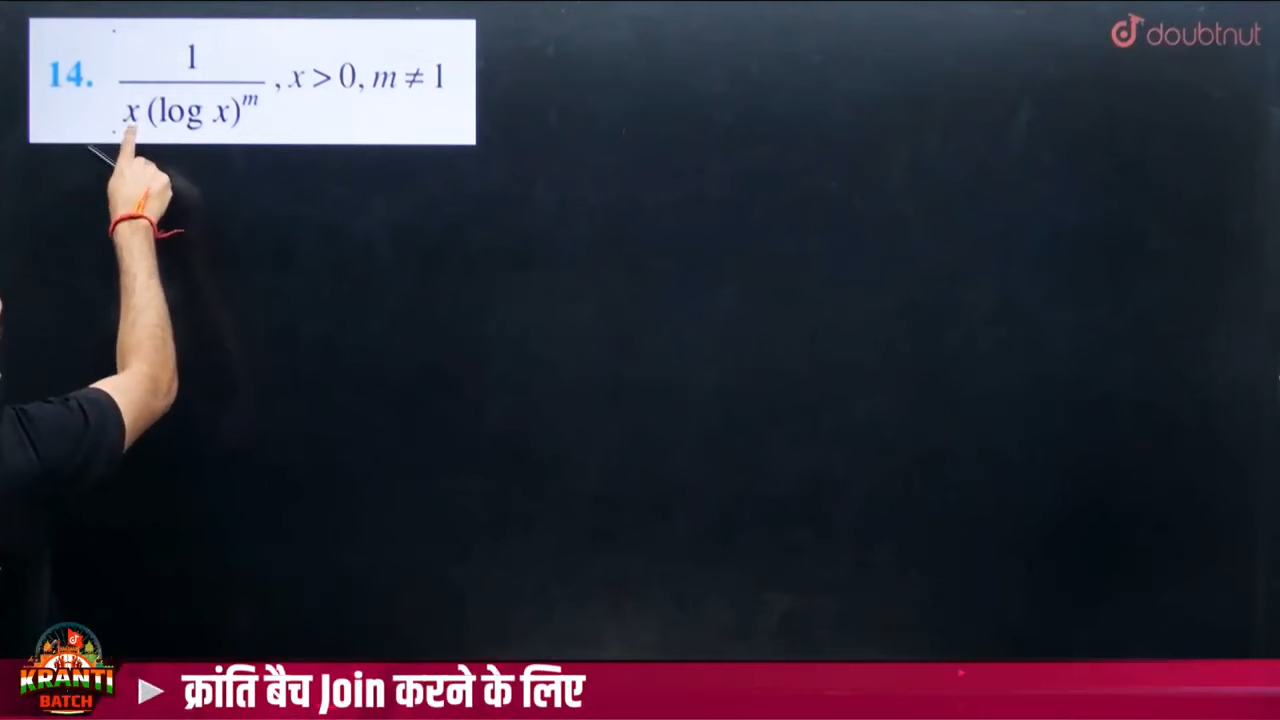 doubtnut
14. 1 / x (log x)^m , x > 0, m ≠ 1
KRANTI
BATCH
क्रांति बैच Join करने के लिए